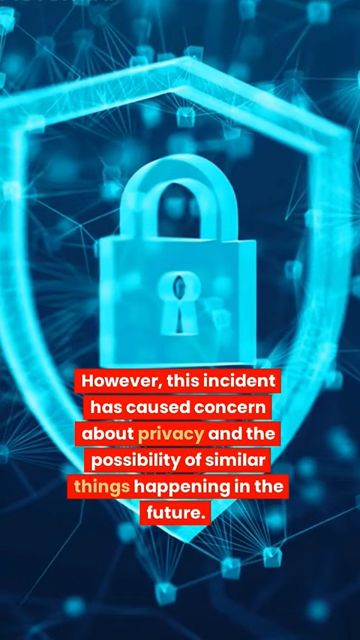 However, this incident
has caused concern
about privacy and the
possibility of similar
things happening in the
future.